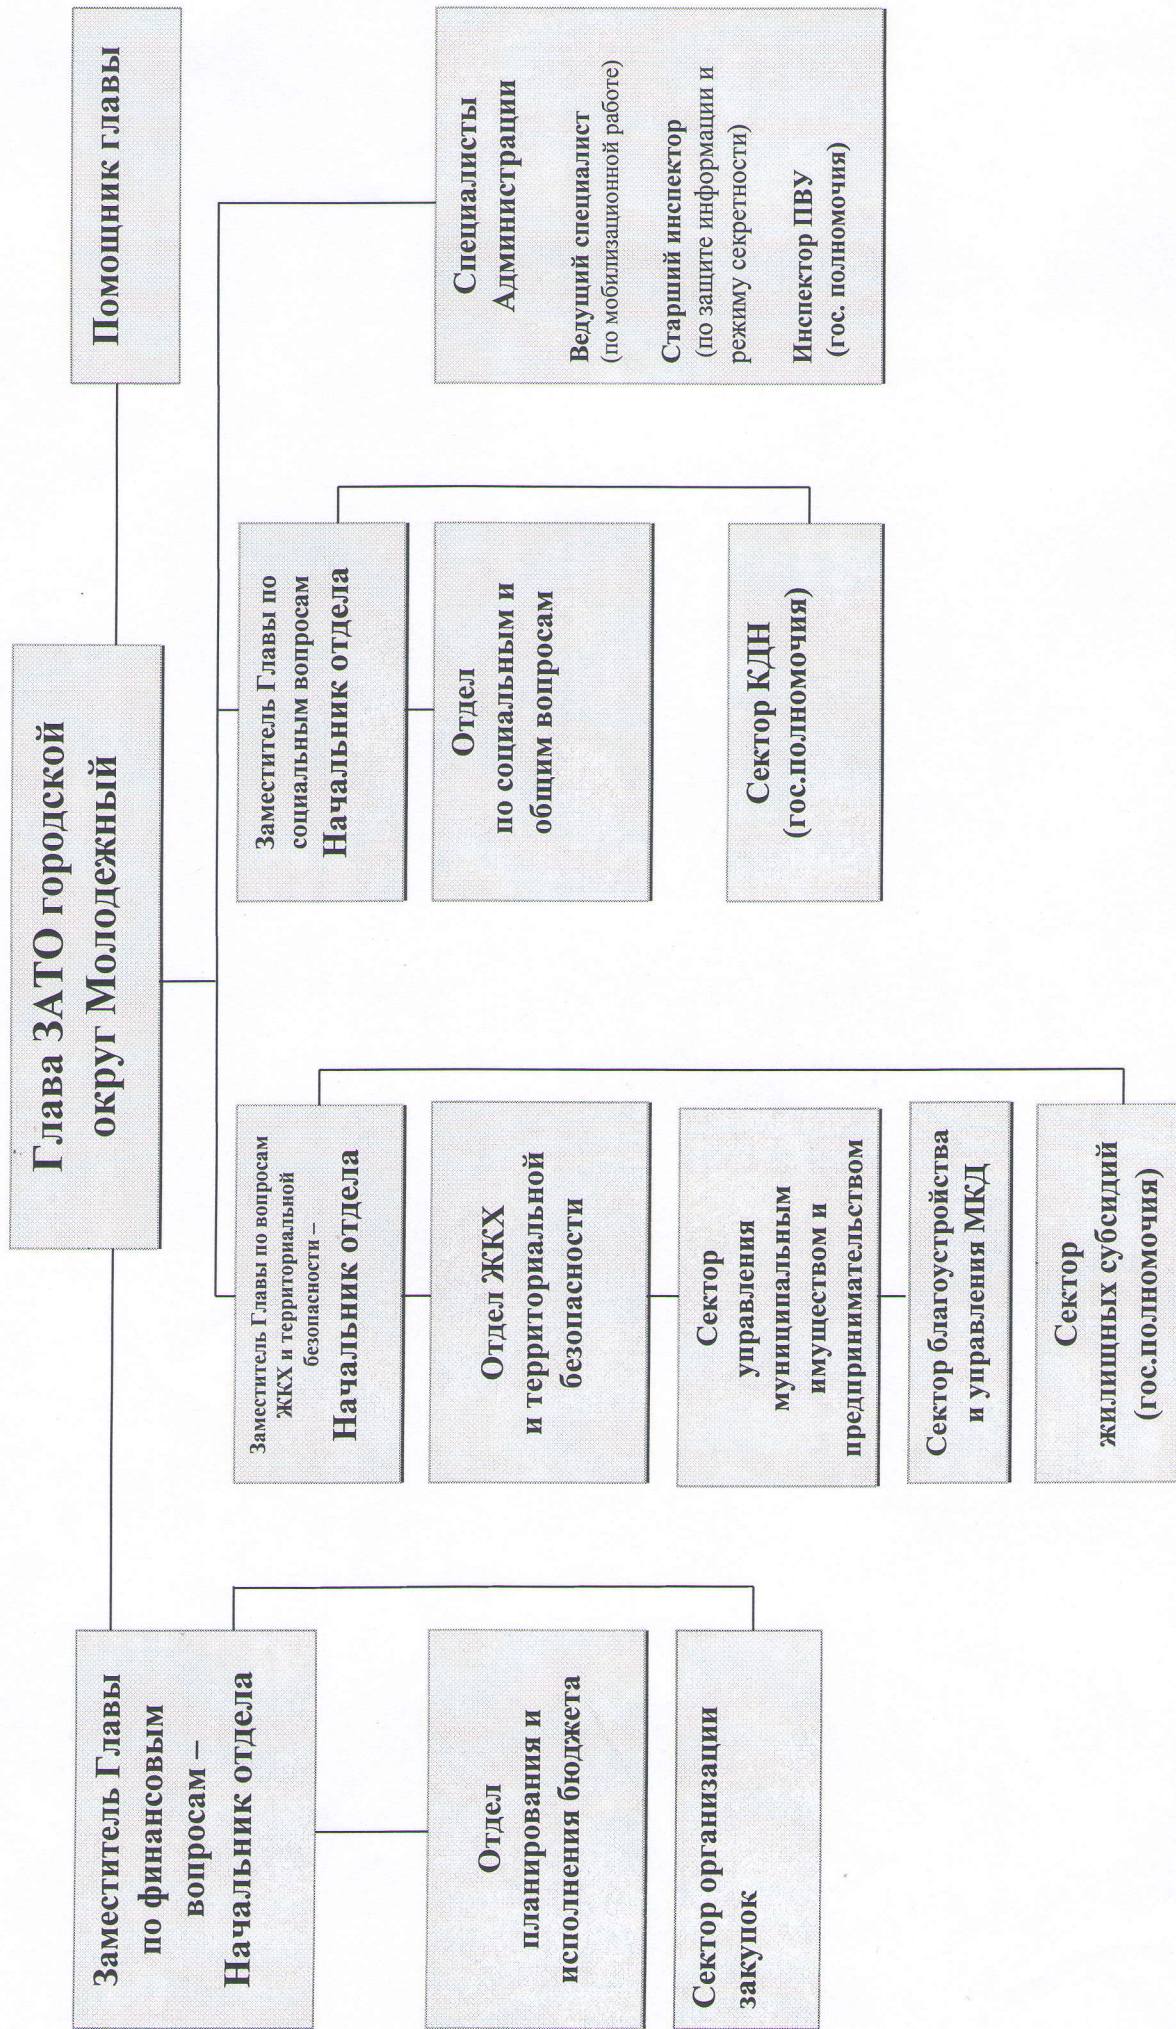 Глава ЗАТО городской
округ Молодежный
Помощник главы
Заместитель Главы
по финансовым
вопросам –
Начальник отдела
Отдел
планирования и
исполнения бюджета
Сектор организации
закупок
Заместитель Главы по вопросам
ЖКХ и территориальной
безопасности –
Начальник отдела
Отдел ЖКХ
и территориальной
безопасности
Сектор
управления
муниципальным
имуществом и
предпринимательством
Сектор благоустройства
и управления МКД
Сектор
жилищных субсидий
(гос.полномочия)
Заместитель Главы по
социальным вопросам
Начальник отдела
Отдел
по социальным и
общим вопросам
Сектор КДН
(гос.полномочия)
Специалисты
Администрации
Ведущий специалист
(по мобилизационной работе)
Старший инспектор
(по защите информации и
режиму секретности)
Инспектор ПВУ
(гос. полномочия)